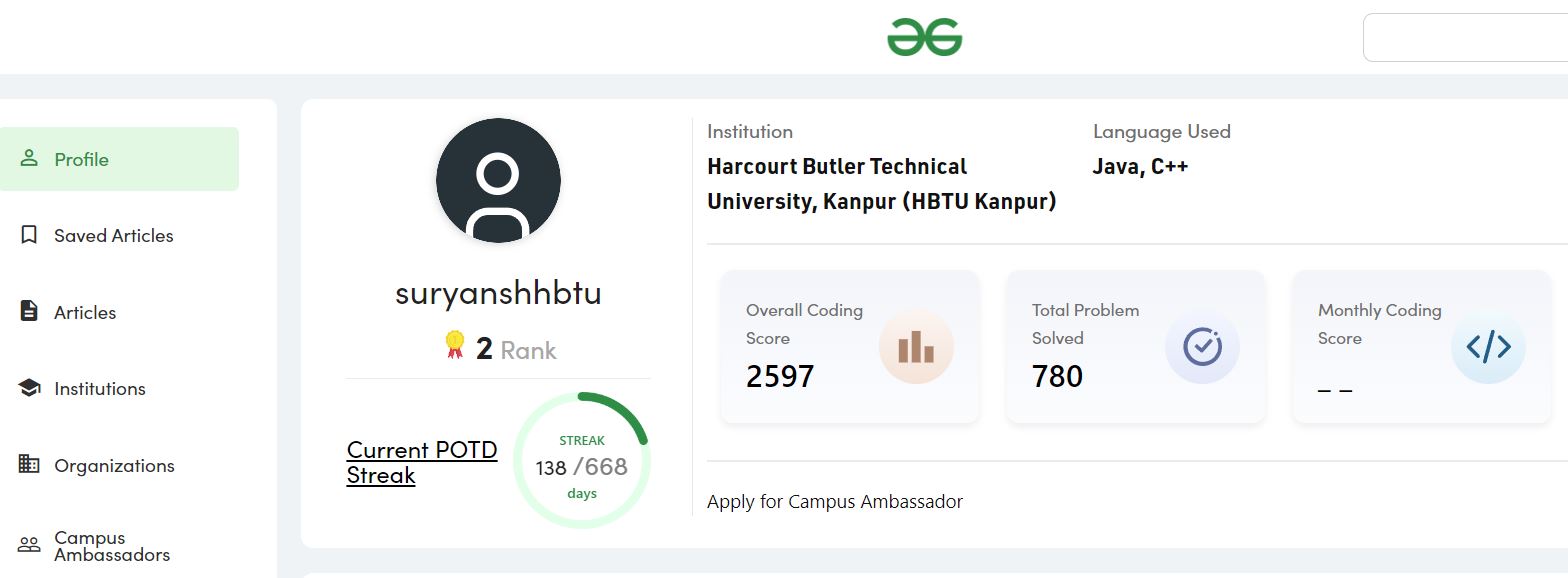 Profile
Saved Articles
Articles
Institutions
Organizations
Campus
Ambassadors
suryanshhbtu
2 Rank
Current POTD
Streak
STREAK
138 /668
days
Institution
Harcourt Butler Technical
University, Kanpur (HBTU Kanpur)
Language Used
Java, C++
Overall Coding
Score
2597
Total Problem
Solved
780
Monthly Coding
Score
_ _
Apply for Campus Ambassador